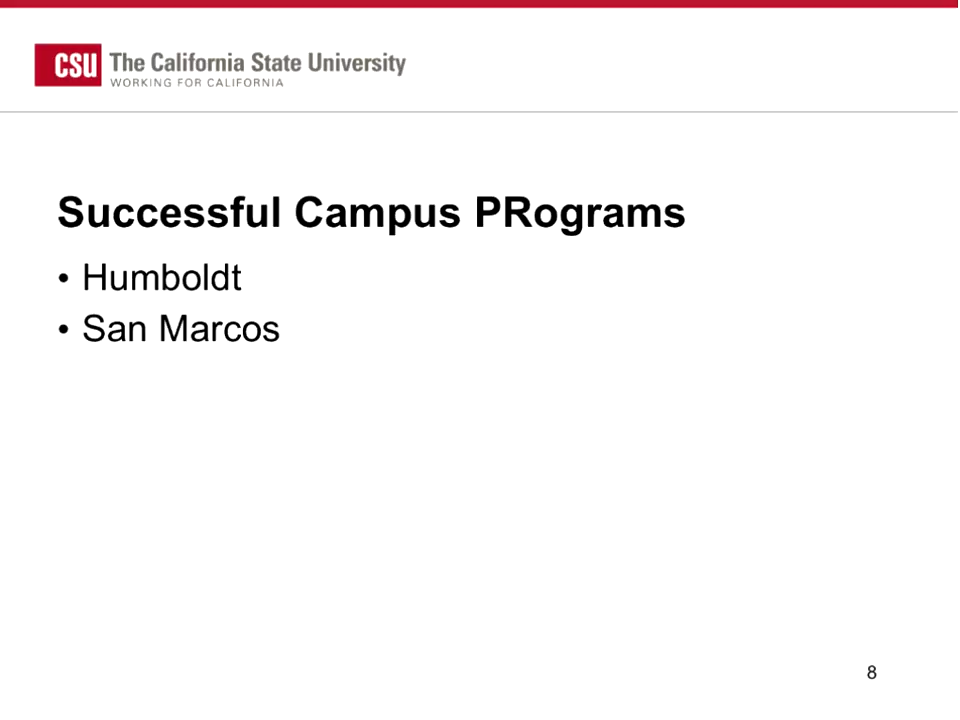 CSU The California State University
WORKING FOR CALIFORNIA
Successful Campus PRograms
• Humboldt
• San Marcos
8